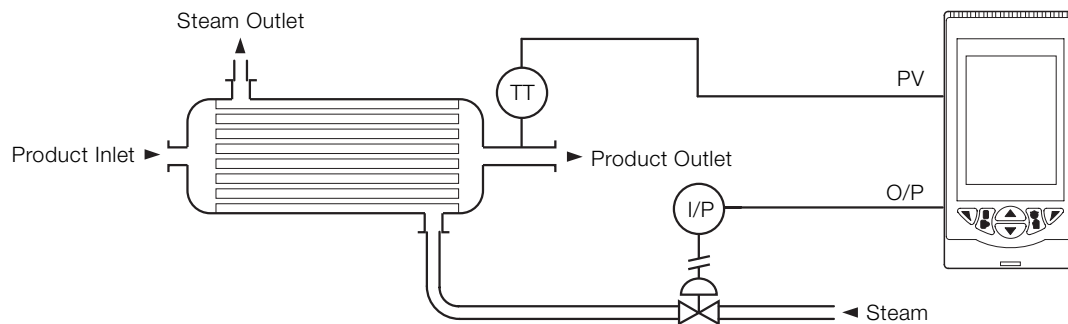 Steam Outlet
TT
PV
Product Inlet
Product Outlet
I/P
O/P
Steam